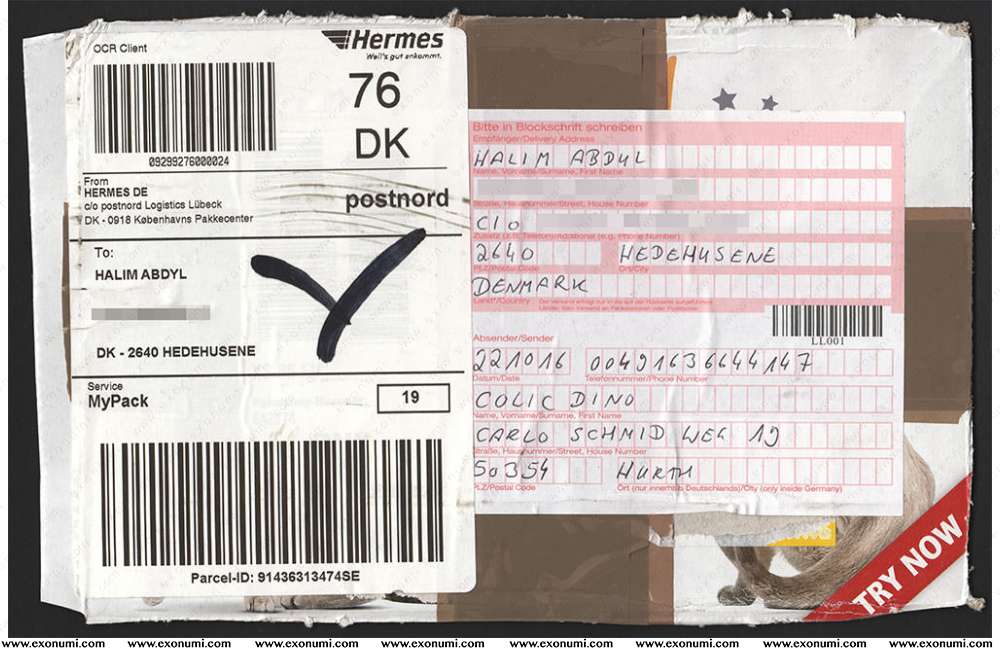 OCR Client
Hermes
Weil's gut ankommt.
09299276000024
76
DK
From
HERMES DE
c/o postnord Logistics Lübeck
DK - 0918 Københavns Pakkecenter
postnord
To:
HALIM ABDYL
DK - 2640 HEDEHUSENE
Service
MyPack
19
Parcel-ID: 91436313474SE
Bitte in Blockschrift schreiben
Empfänger/Delivery Address
HALIM ABDUL
Name, Vorname/Surname, First Name
Straße, Hausnummer/Street, House Number
C/O
Zusatz (z.B. Telefon)/Additional (e.g. Phone Number)
2640 HEDEHUSENE
PLZ/Postal Code Ort/City
DENMARK
Land*/Country
LL001
Absender/Sender
221016 00491636644147
Datum/Date Telefonnummer/Phone Number
COLIC DINO
Name, Vorname/Surname, First Name
CARLO SCHMID WEG 19
Straße, Hausnummer/Street, House Number
50354 HURTH
PLZ/Postal Code Ort (nur innerhalb Deutschlands)/City (only inside Germany)
TRY NOW
www.exonumi.com www.exonumi.com www.exonumi.com www.exonumi.com www.exonumi.com www.exonumi.com www.exonumi.com www.exonumi.com